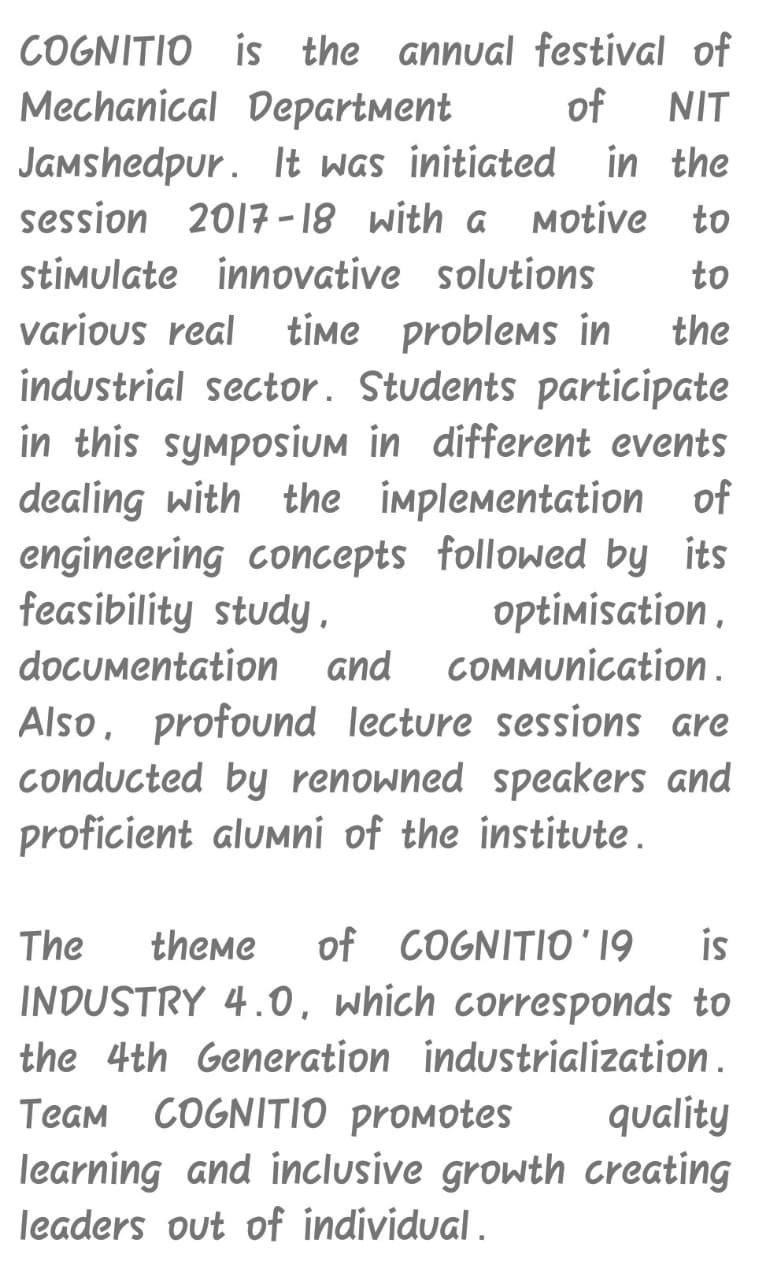 COGNITIO is the annual festival of
Mechanical Department of NIT
Jamshedpur. It was initiated in the
session 2017-18 with a motive to
stimulate innovative solutions to
various real time problems in the
industrial sector. Students participate
in this symposium in different events
dealing with the implementation of
engineering concepts followed by its
feasibility study, optimisation,
documentation and communication.
Also, profound lecture sessions are
conducted by renowned speakers and
proficient alumni of the institute.

The theme of COGNITIO'19 is
INDUSTRY 4.0, which corresponds to
the 4th Generation industrialization.
Team COGNITIO promotes quality
learning and inclusive growth creating
leaders out of individual.